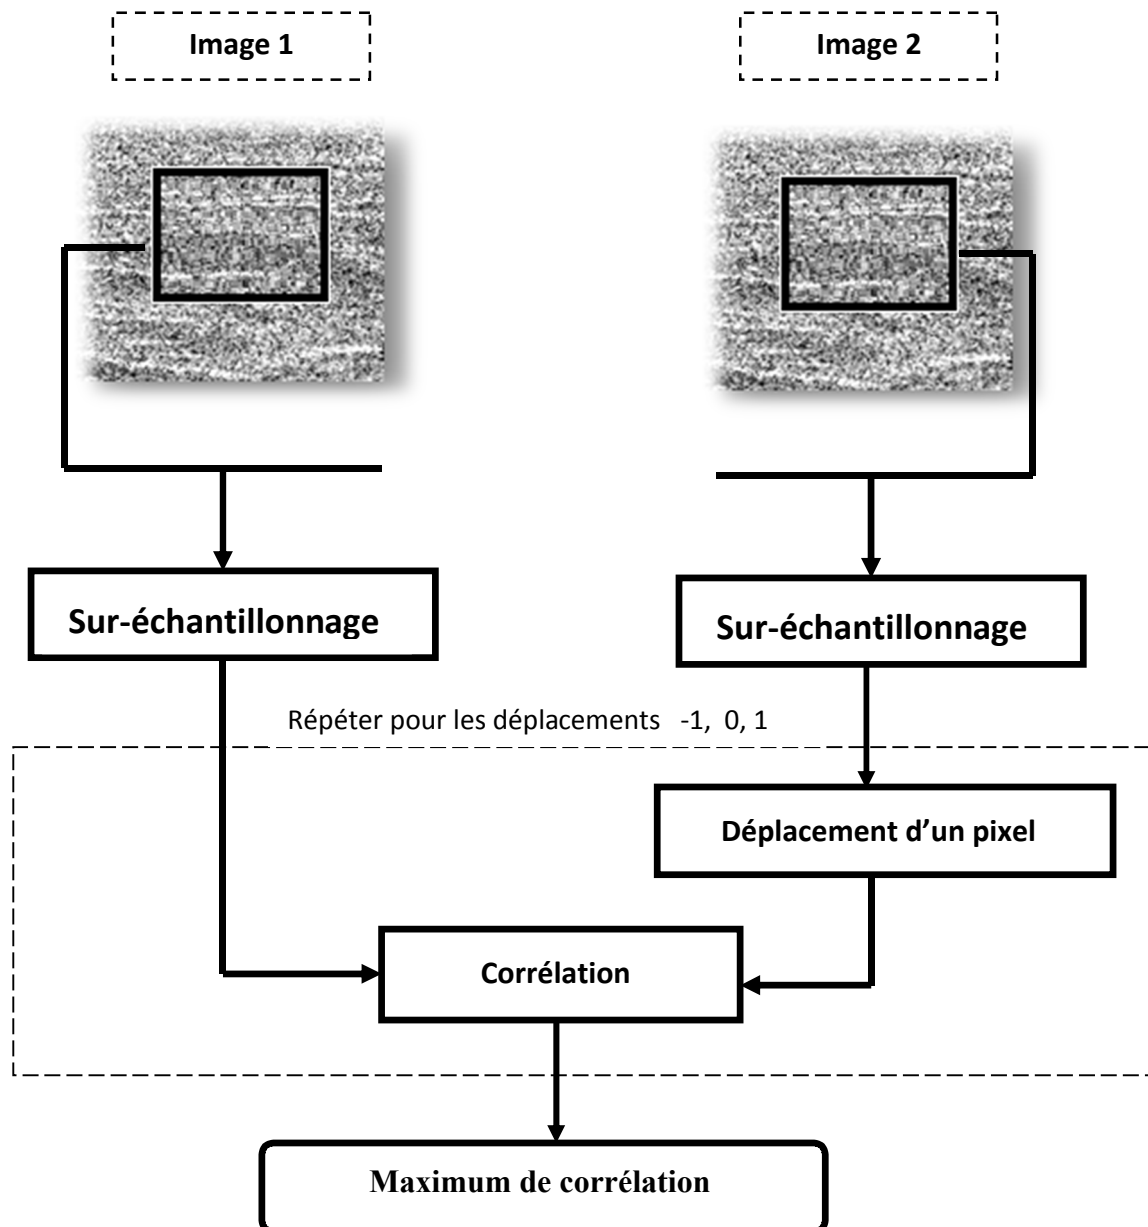 Image 1
Image 2
Sur-échantillonnage
Sur-échantillonnage
Répéter pour les déplacements -1, 0, 1
Déplacement d’un pixel
Corrélation
Maximum de corrélation